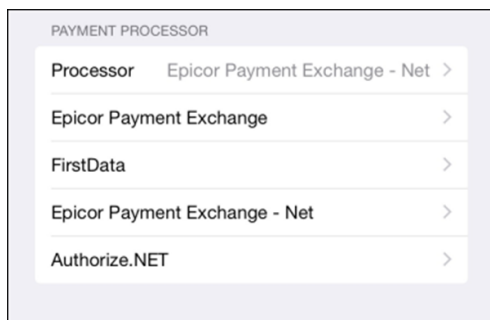 PAYMENT PROCESSOR
Processor Epicor Payment Exchange - Net
Epicor Payment Exchange
FirstData
Epicor Payment Exchange - Net
Authorize.NET